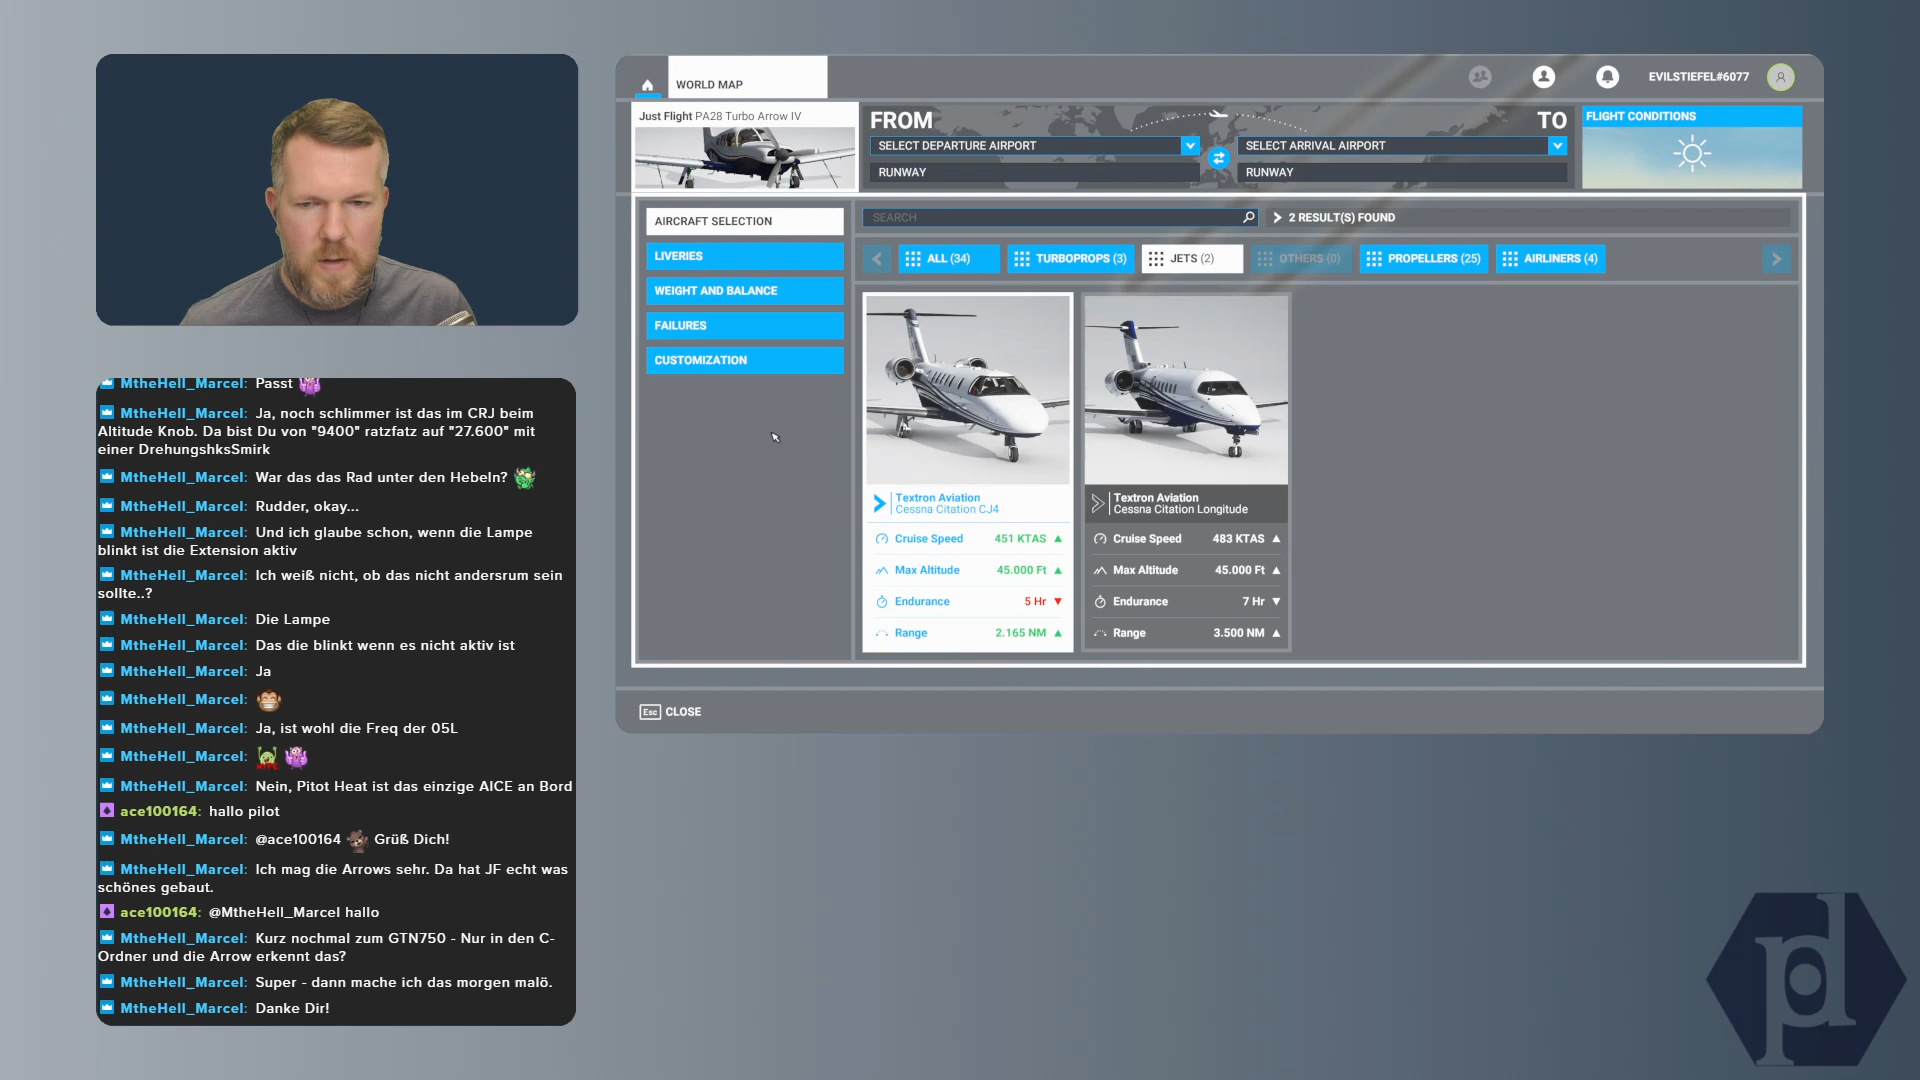 MtheHell_Marcel: Passt
MtheHell_Marcel: Ja, noch schlimmer ist das im CRJ beim
Altitude Knob. Da bist Du von "9400" ratzfatz auf "27.600" mit
einer DrehungshksSmirk
MtheHell_Marcel: War das das Rad unter den Hebeln?
MtheHell_Marcel: Rudder, okay...
MtheHell_Marcel: Und ich glaube schon, wenn die Lampe
blinkt ist die Extension aktiv
MtheHell_Marcel: Ich weiß nicht, ob das nicht andersrum sein
sollte..?
MtheHell_Marcel: Die Lampe
MtheHell_Marcel: Das die blinkt wenn es nicht aktiv ist
MtheHell_Marcel: Ja
MtheHell_Marcel:
MtheHell_Marcel: Ja, ist wohl die Freq der 05L
MtheHell_Marcel:
MtheHell_Marcel: Nein, Pitot Heat ist das einzige AICE an Bord
ace100164: hallo pilot
MtheHell_Marcel: @ace100164 Grüß Dich!
MtheHell_Marcel: Ich mag die Arrows sehr. Da hat JF echt was
schönes gebaut.
ace100164: @MtheHell_Marcel hallo
MtheHell_Marcel: Kurz nochmal zum GTN750 - Nur in den C-
Ordner und die Arrow erkennt das?
MtheHell_Marcel: Super - dann mache ich das morgen malö.
MtheHell_Marcel: Danke Dir!
WORLD MAP
EVILSTIEFEL#6077
Just Flight PA28 Turbo Arrow IV
FROM
SELECT DEPARTURE AIRPORT
RUNWAY
TO
SELECT ARRIVAL AIRPORT
RUNWAY
FLIGHT CONDITIONS
AIRCRAFT SELECTION
LIVERIES
WEIGHT AND BALANCE
FAILURES
CUSTOMIZATION
SEARCH
2 RESULT(S) FOUND
ALL (34)
TURBOPROPS (3)
JETS (2)
OTHERS (0)
PROPELLERS (25)
AIRLINERS (4)
Textron Aviation
Cessna Citation CJ4
Cruise Speed 451 KTAS
Max Altitude 45.000 Ft
Endurance 5 Hr
Range 2.165 NM
Textron Aviation
Cessna Citation Longitude
Cruise Speed 483 KTAS
Max Altitude 45.000 Ft
Endurance 7 Hr
Range 3.500 NM
Esc CLOSE
pd